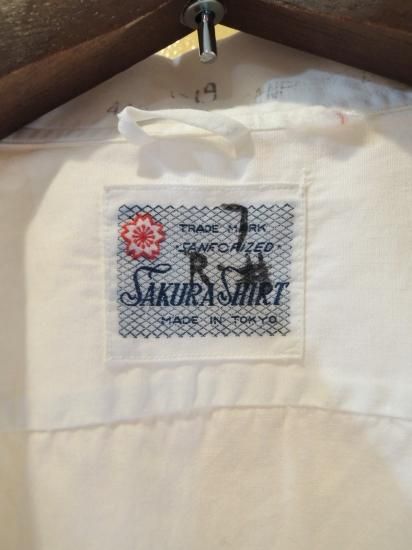 TRADE MARK
★SANFORIZED★
R
SAKURA SHIRT
MADE IN TOKYO